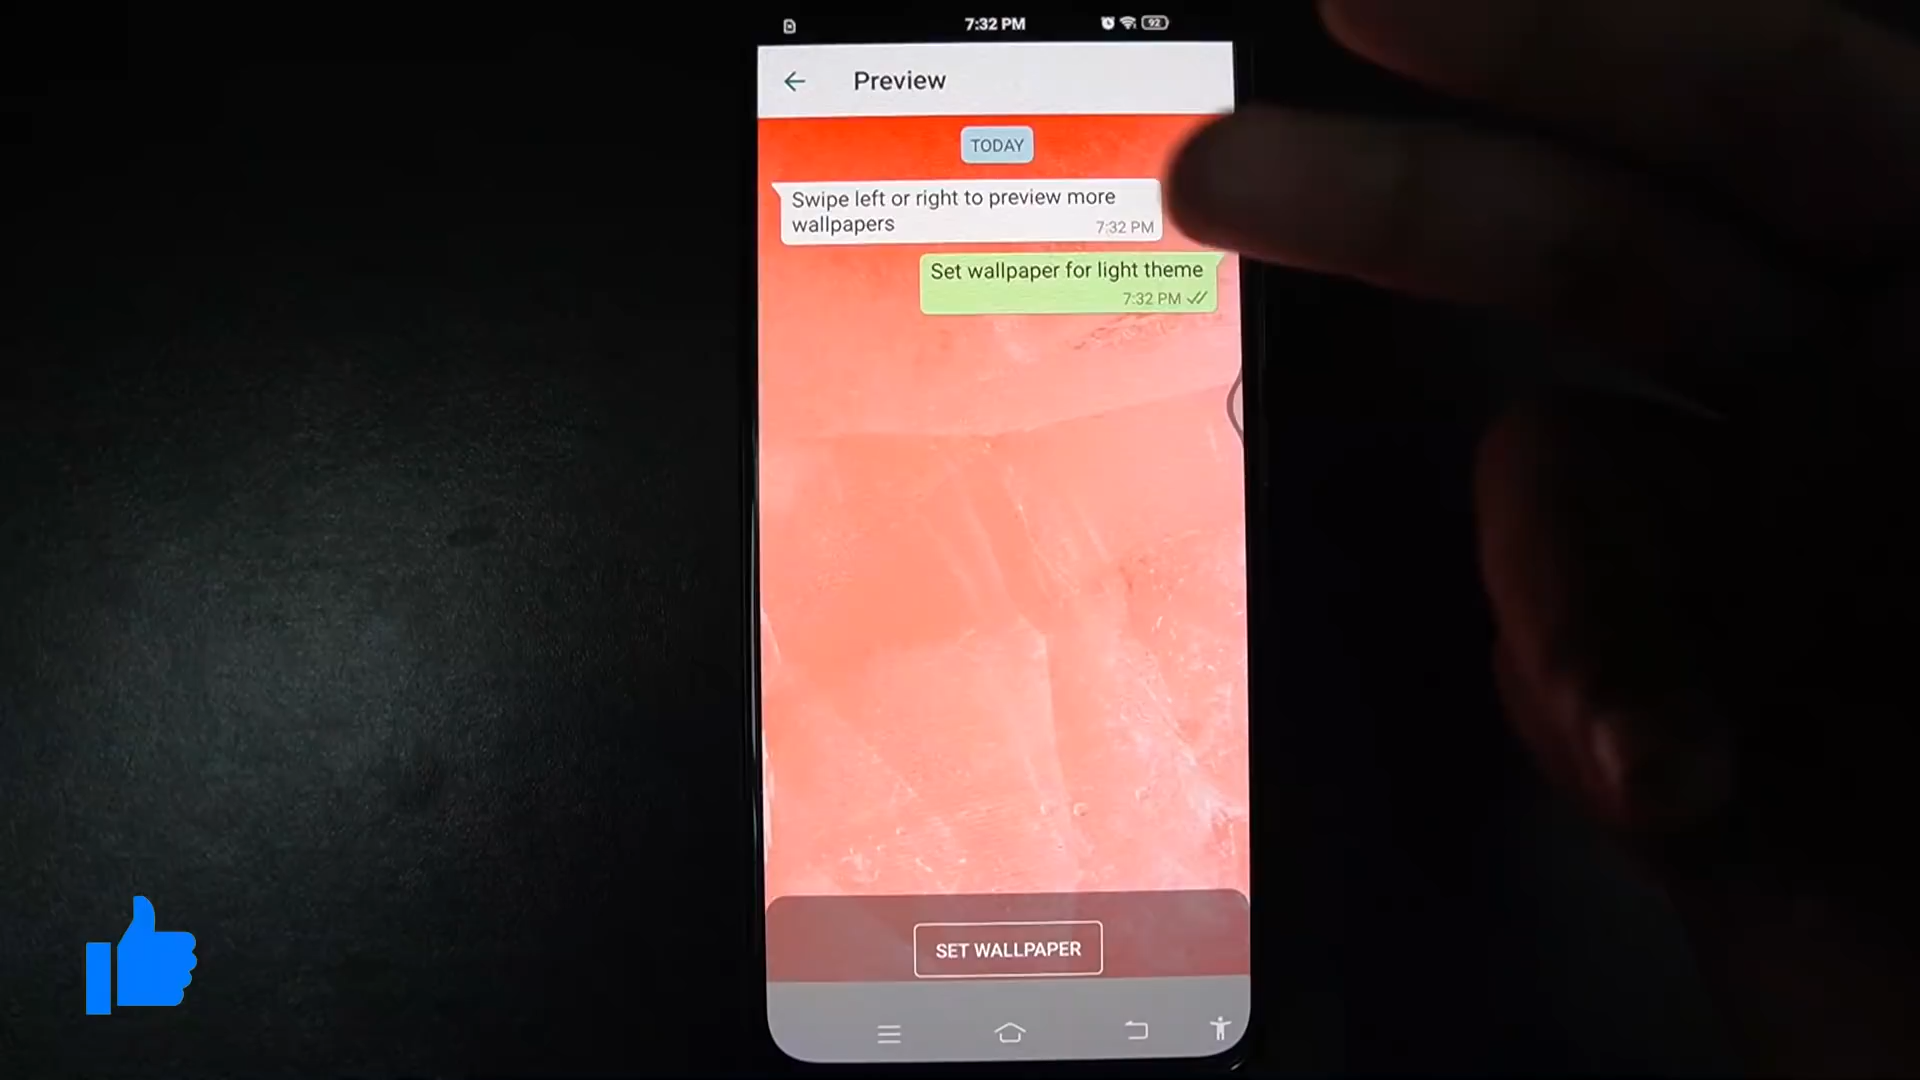 7:32 PM
92
Preview
TODAY
Swipe left or right to preview more
wallpapers
7:32 PM
Set wallpaper for light theme
7:32 PM
SET WALLPAPER